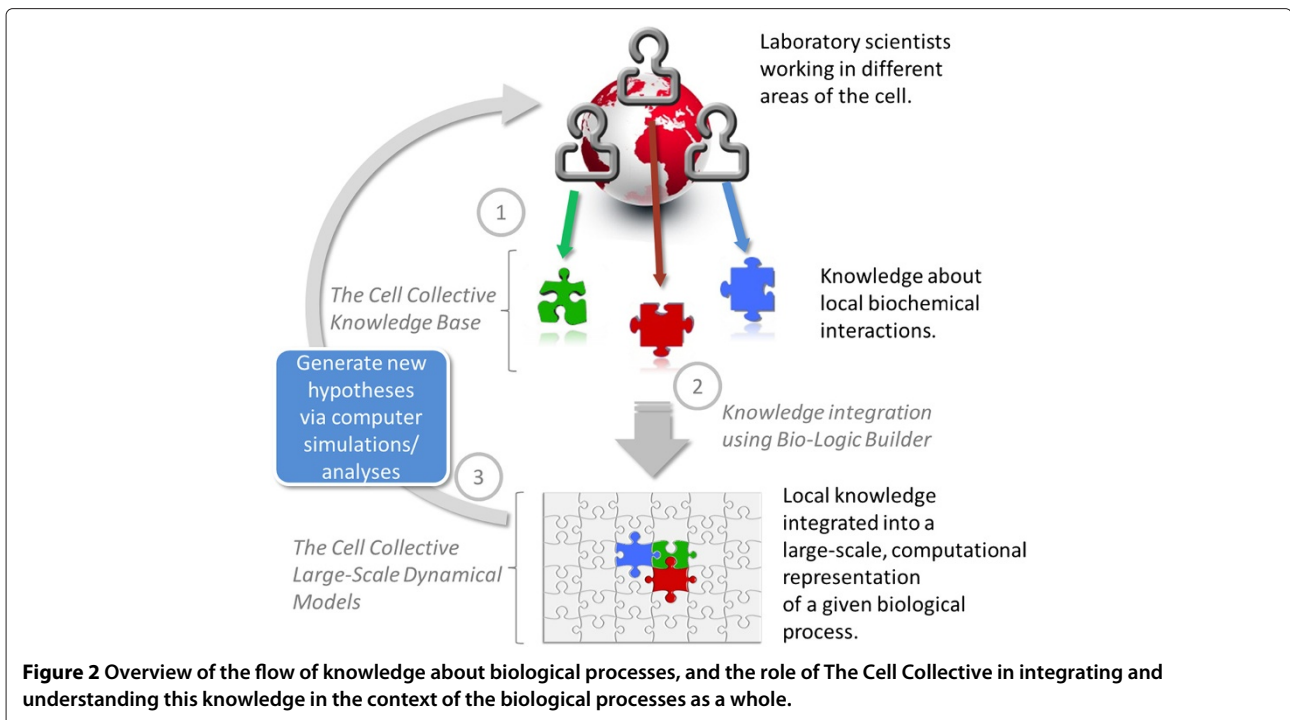 Laboratory scientists
working in different
areas of the cell.
1
The Cell Collective
Knowledge Base
Knowledge about
local biochemical
interactions.
Generate new
hypotheses
via computer
simulations/
analyses
2
Knowledge integration
using Bio-Logic Builder
3
The Cell Collective
Large-Scale Dynamical
Models
Local knowledge
integrated into a
large-scale, computational
representation
of a given biological
process.
Figure 2 Overview of the flow of knowledge about biological processes, and the role of The Cell Collective in integrating and
understanding this knowledge in the context of the biological processes as a whole.